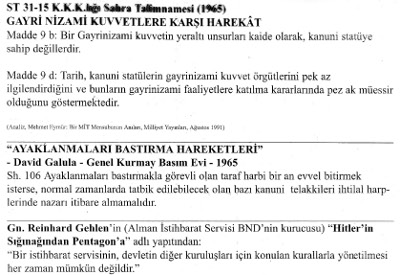 ST 31-15 K.K.K.lığı Sahra Talimnamesi (1965)
GAYRİ NİZAMİ KUVVETLERE KARŞI HAREKÂT
Madde 9 b: Bir Gayrinizami kuvvetin yeraltı unsurları kaide olarak, kanuni statüye
sahip değillerdir.
Madde 9 d: Tarih, kanuni statülerin gayrinizami kuvvet örgütlerini pek az
ilgilendirdiğini ve bunların gayrinizami faaliyetlere katılma kararlarında pez ak müessir
olduğunu göstermektedir.
(Analiz, Mehmet Eymür: Bir MİT Mensubunun Anıları, Milliyet Yayınları, Ağustos 1991)
"AYAKLANMALARI BASTIRMA HAREKETLERİ"
- David Galula - Genel Kurmay Basım Evi - 1965
Sh. 106 Ayaklanmaları bastırmakla görevli olan taraf harbi bir an evvel bitirmek
isterse, normal zamanlarda tatbik edilebilecek olan bazı kanuni telakkileri ihtilal harp-
lerinde nazarı itibare almamalıdır.
Gn. Reinhard Gehlen'in (Alman İstihbarat Servisi BND'nin kurucusu) "Hitler'in
Sığınağından Pentagon'a" adlı yapıtından:
"Bir istihbarat servisinin, devletin diğer kuruluşları için konulan kurallarla yönetilmesi
her zaman mümkün değildir."